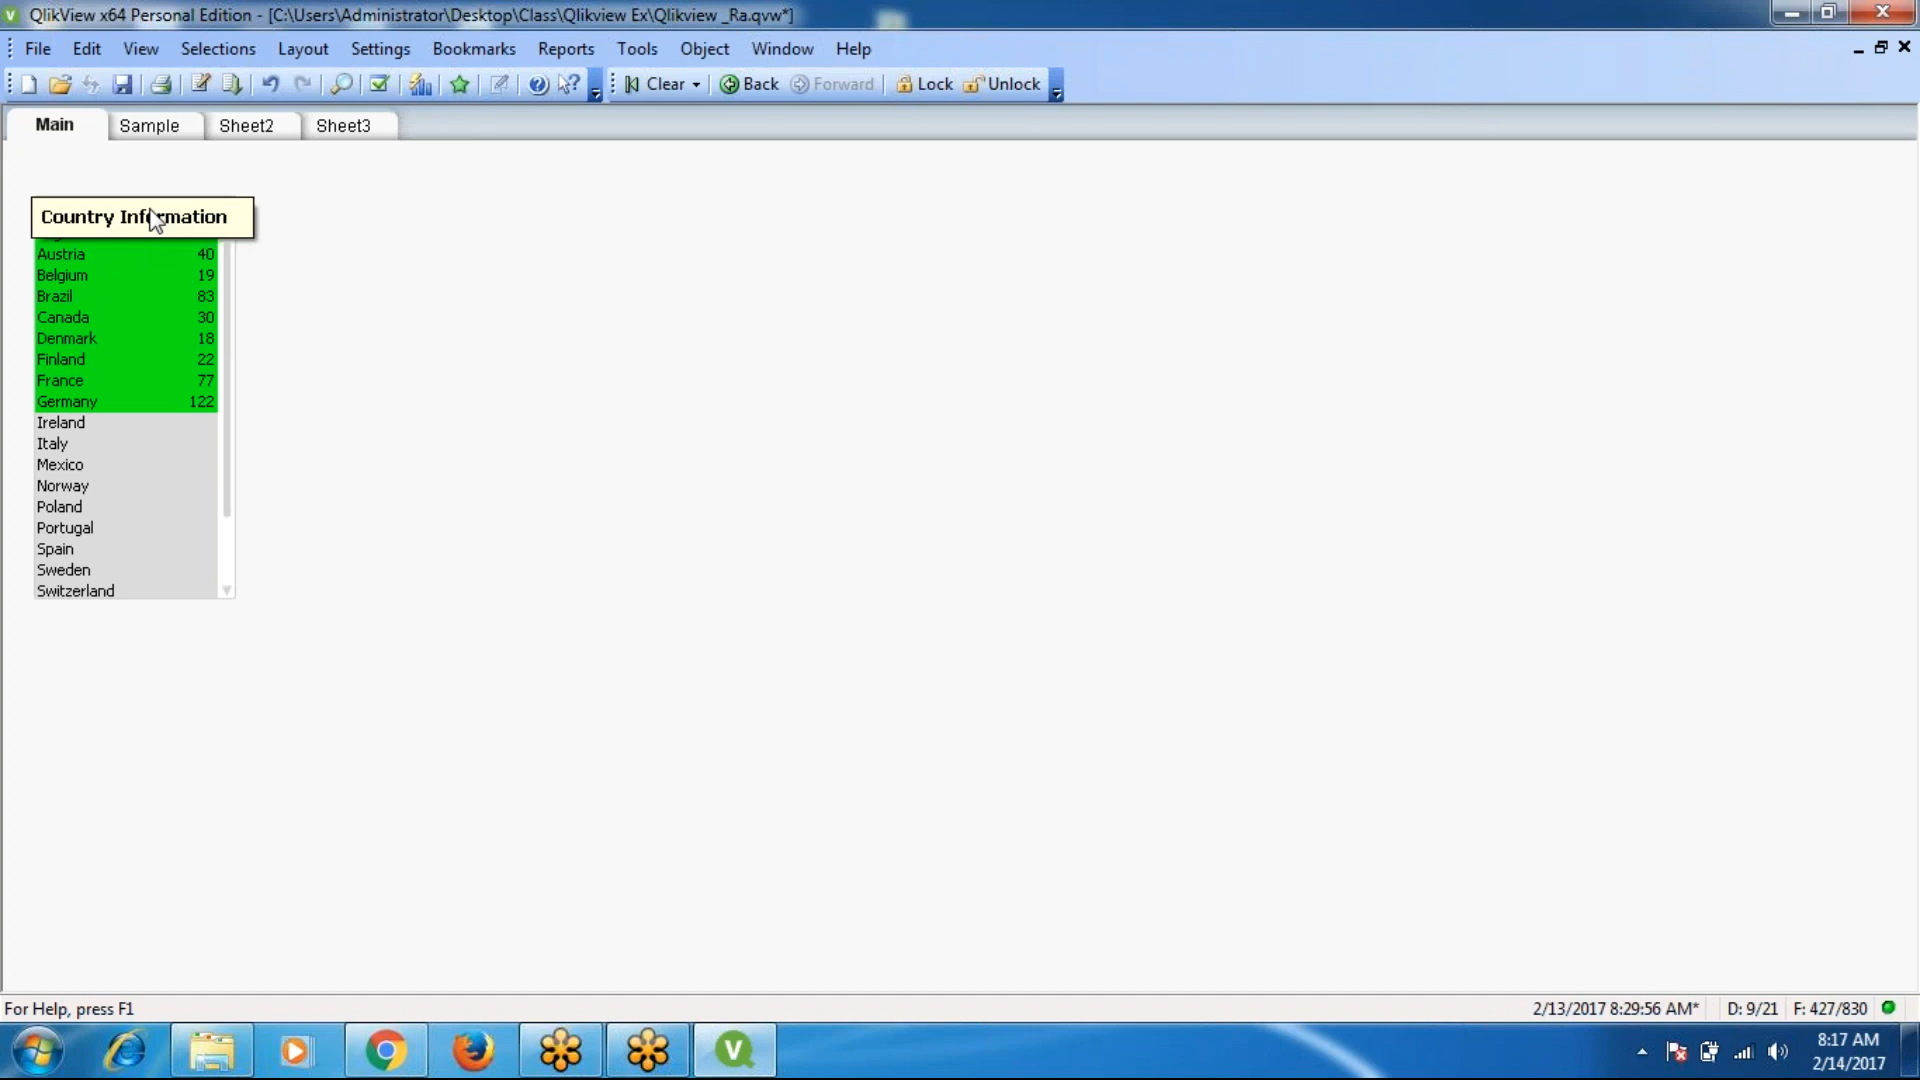 QlikView x64 Personal Edition - [C:\Users\Administrator\Desktop\Class\Qlikview Ex\Qlikview _Ra.qvw*]
File Edit View Selections Layout Settings Bookmarks Reports Tools Object Window Help
Clear Back Forward Lock Unlock
Main Sample Sheet2 Sheet3
Country Information
Austria 40
Belgium 19
Brazil 83
Canada 30
Denmark 18
Finland 22
France 77
Germany 122
Ireland
Italy
Mexico
Norway
Poland
Portugal
Spain
Sweden
Switzerland
For Help, press F1 2/13/2017 8:29:56 AM* D: 9/21 F: 427/830
8:17 AM
2/14/2017